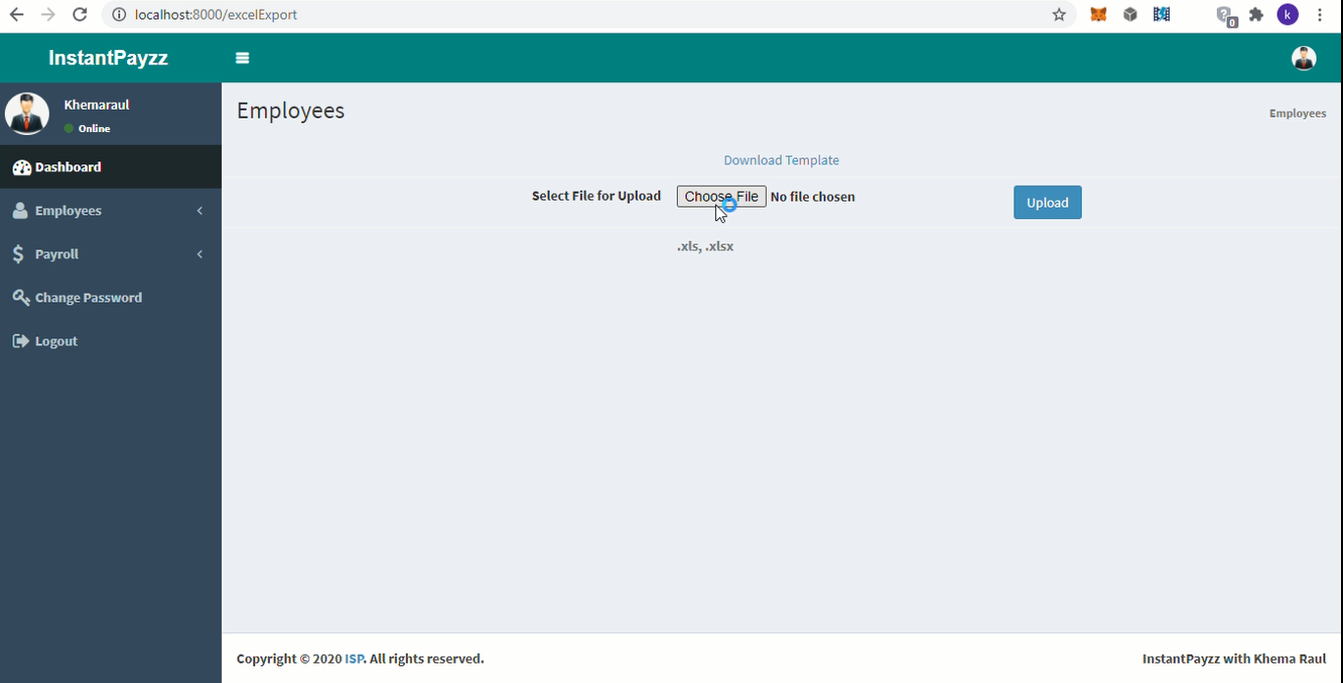 localhost:8000/excelExport
k
0
InstantPayzz
Khemaraul
Online
Dashboard
Employees
Payroll
Change Password
Logout
Employees
Employees
Download Template
Select File for Upload Choose File No file chosen Upload
.xls, .xlsx
Copyright © 2020 ISP. All rights reserved. InstantPayzz with Khema Raul